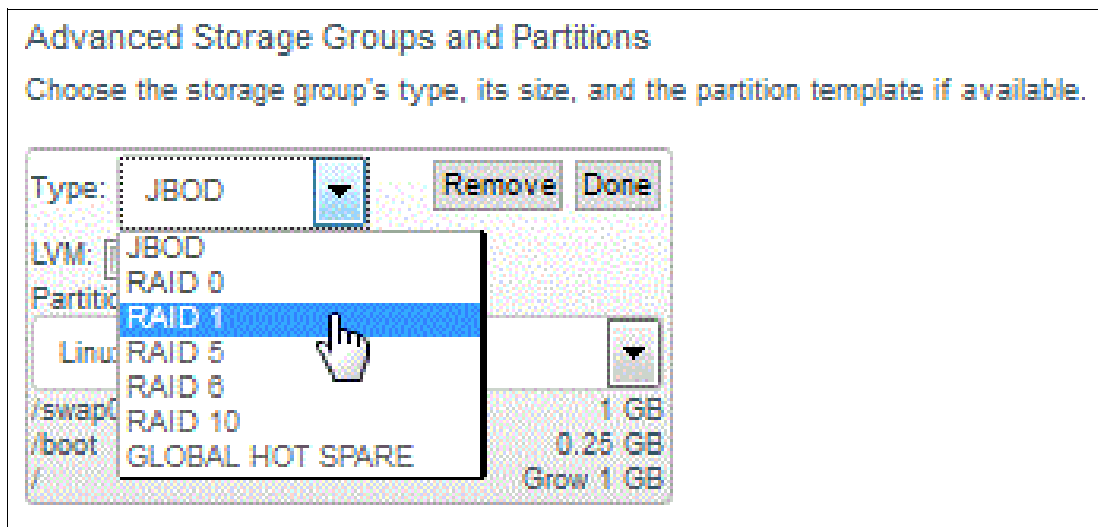 Advanced Storage Groups and Partitions
Choose the storage group's type, its size, and the partition template if available.
Type: JBOD Remove Done
LVM:
JBOD
RAID 0
RAID 1
RAID 5
RAID 6
RAID 10
GLOBAL HOT SPARE
1 GB
/boot 0.25 GB
/ Grow 1 GB